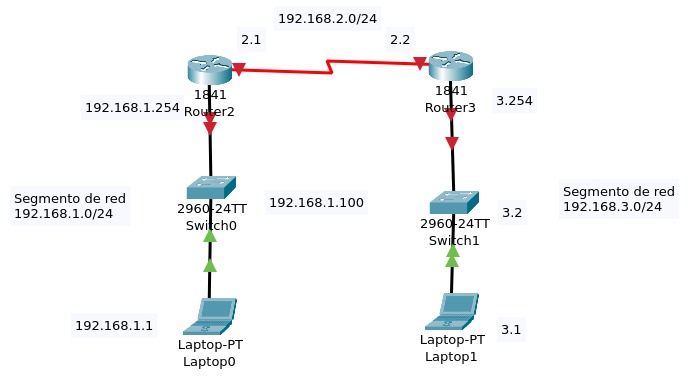 192.168.2.0/24
2.1
2.2
1841
Router2
1841
Router3
192.168.1.254
3.254
Segmento de red
192.168.1.0/24
2960-24TT
Switch0
192.168.1.100
2960-24TT
Switch1
3.2
Segmento de red
192.168.3.0/24
192.168.1.1
Laptop-PT
Laptop0
Laptop-PT
Laptop1
3.1